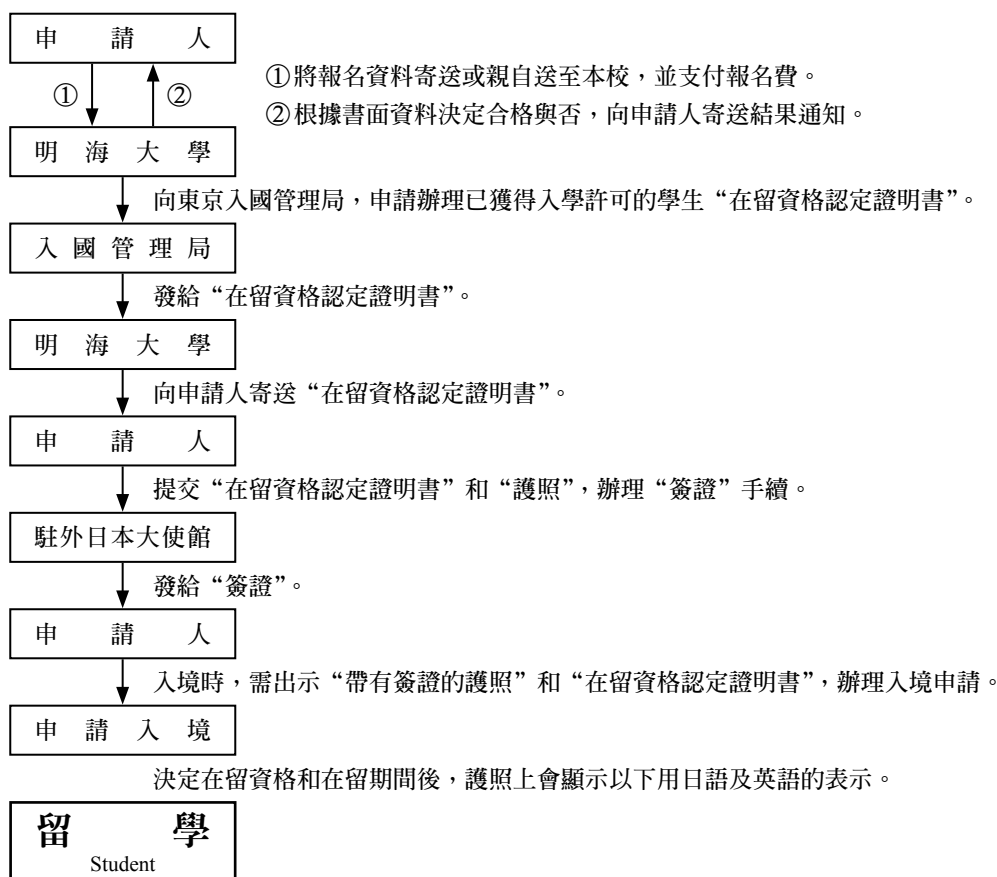 申請人
①將報名資料寄送或親自送至本校，並支付報名費。
① ②
②根據書面資料決定合格與否，向申請人寄送結果通知。
明海大學
向東京入國管理局，申請辦理已獲得入學許可的學生“在留資格認定證明書”。
入國管理局
發給“在留資格認定證明書”。
明海大學
向申請人寄送“在留資格認定證明書”。
申請人
提交“在留資格認定證明書”和“護照”，辦理“簽證”手續。
駐外日本大使館
發給“簽證”。
申請人
入境時，需出示“帶有簽證的護照”和“在留資格認定證明書”，辦理入境申請。
申請入境
決定在留資格和在留期間後，護照上會顯示以下用日語及英語的表示。
留學
Student